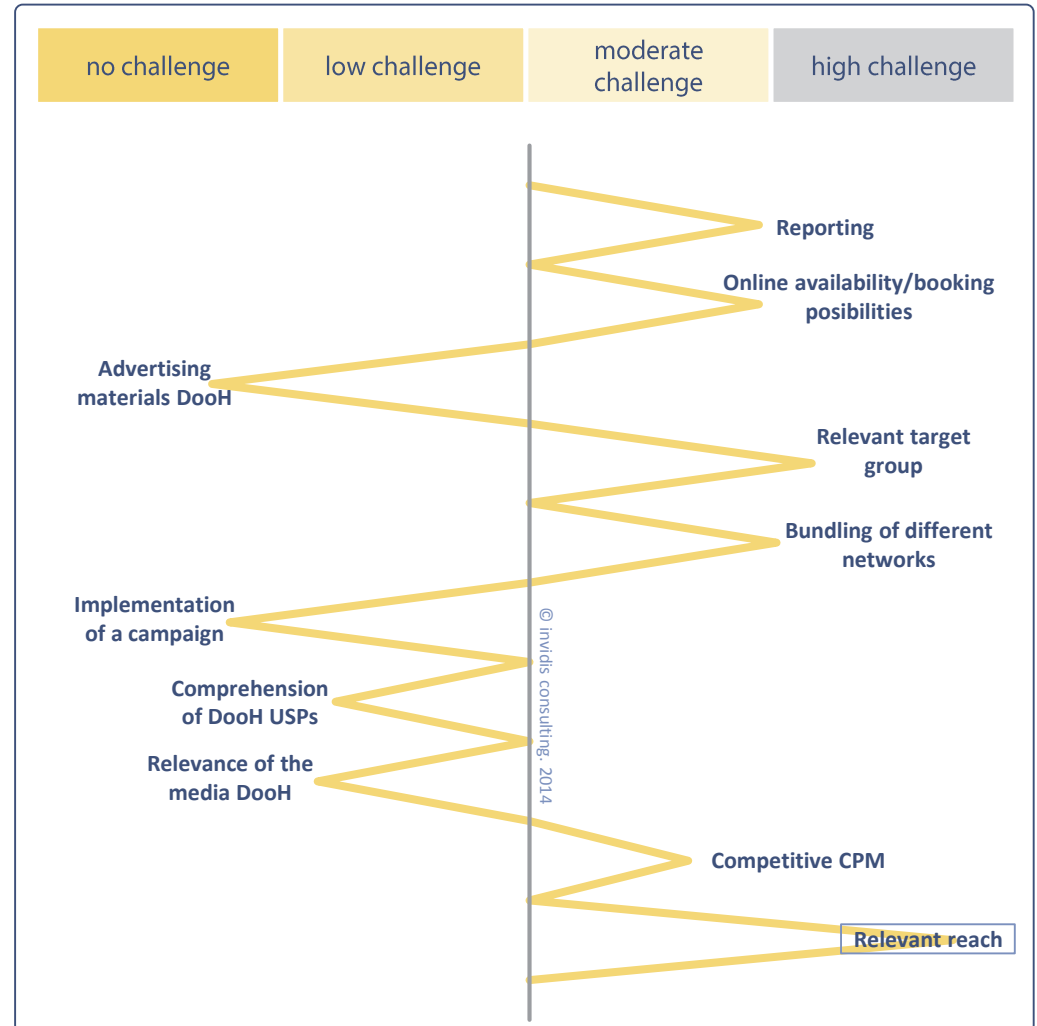 no challenge
low challenge
moderate
challenge
high challenge
Reporting
Online availability/booking
posibilities
Advertising
materials DooH
Relevant target
group
Bundling of different
networks
Implementation
of a campaign
© invidis consulting. 2014
Comprehension
of DooH USPs
Relevance of the
media DooH
Competitive CPM
Relevant reach